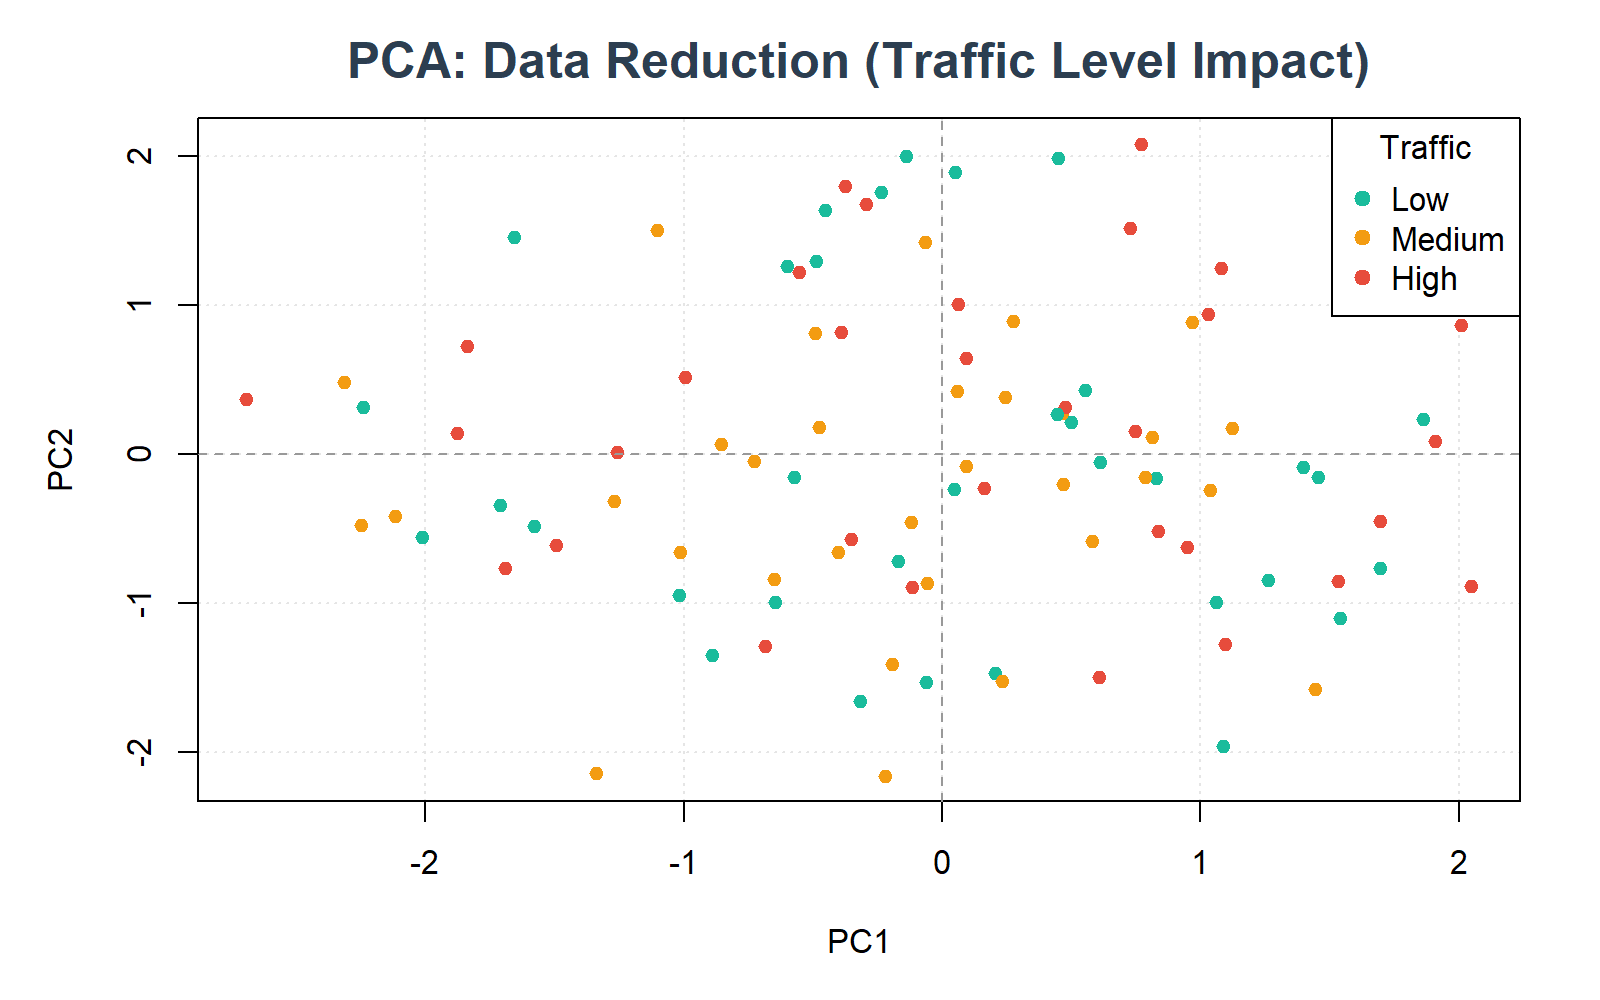 PCA: Data Reduction (Traffic Level Impact)
Traffic
Low
Medium
High
2
1
0
-1
-2
PC2
-2
-1
0
1
2
PC1